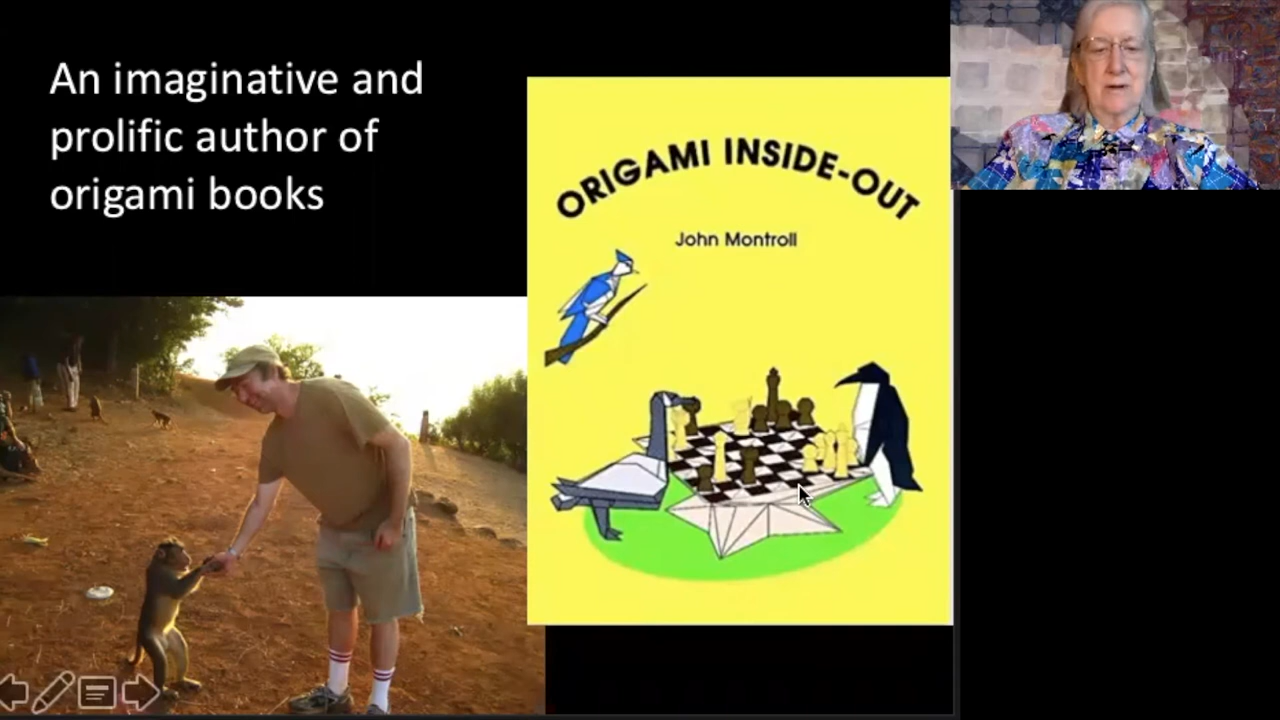 An imaginative and
prolific author of
origami books
ORIGAMI INSIDE-OUT
John Montroll